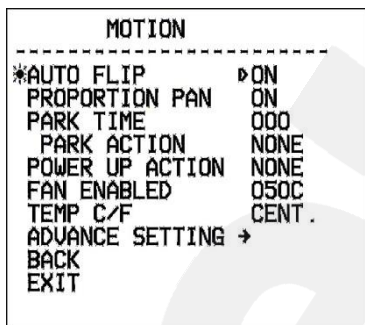 MOTION
※AUTO FLIP ▷ON
PROPORTION PAN ON
PARK TIME 000
PARK ACTION NONE
POWER UP ACTION NONE
FAN ENABLED 050C
TEMP C/F CENT.
ADVANCE SETTING →
BACK
EXIT